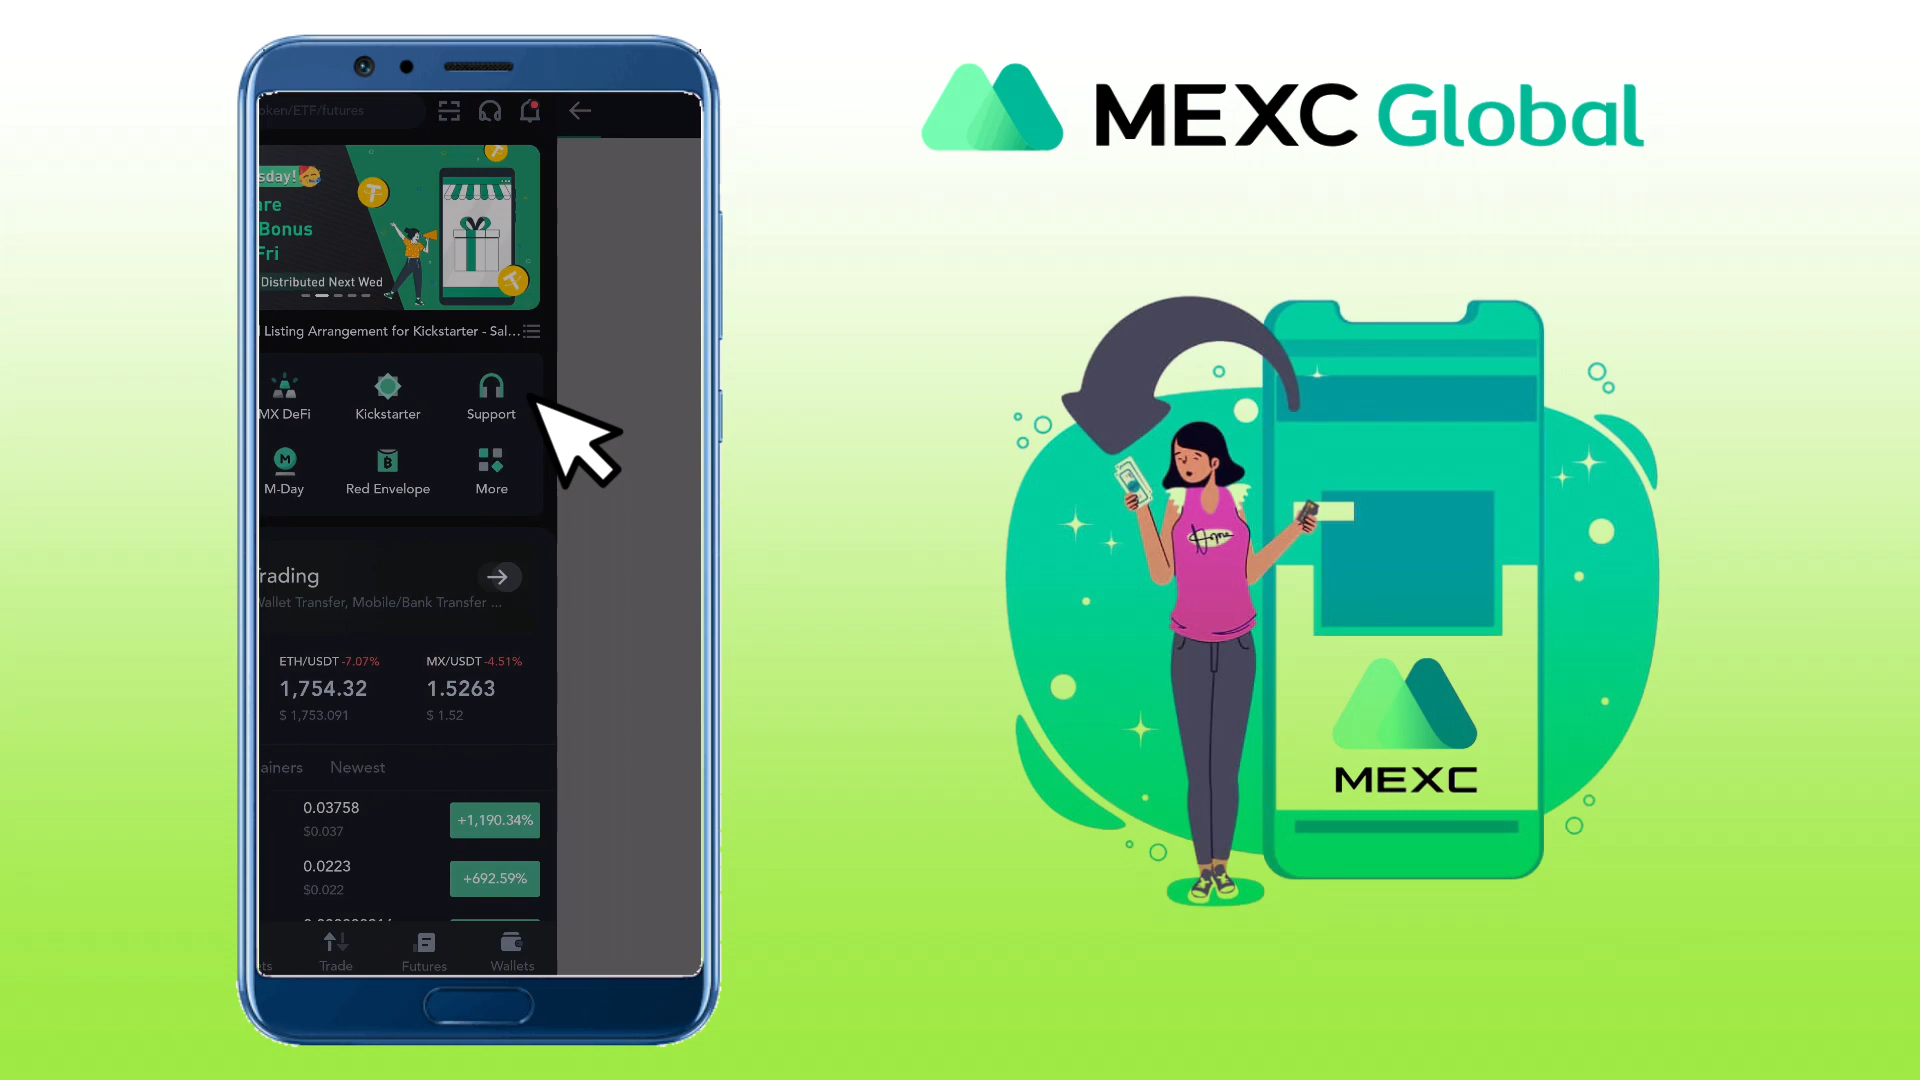 oken/ETF/futures
sday!
are
Bonus
Fri
Distributed Next Wed
Listing Arrangement for Kickstarter - Sal...
MX DeFi
Kickstarter
Support
M
M-Day
Red Envelope
More
rading
Wallet Transfer, Mobile/Bank Transfer ...
ETH/USDT -7.07%
MX/USDT -4.51%
1,754.32
1.5263
$ 1,753.091
$ 1.52
ainers
Newest
0.03758
+1,190.34%
$0.037
0.0223
+692.59%
$0.022
ts
Trade
Futures
Wallets
MEXC Global
Home
MEXC